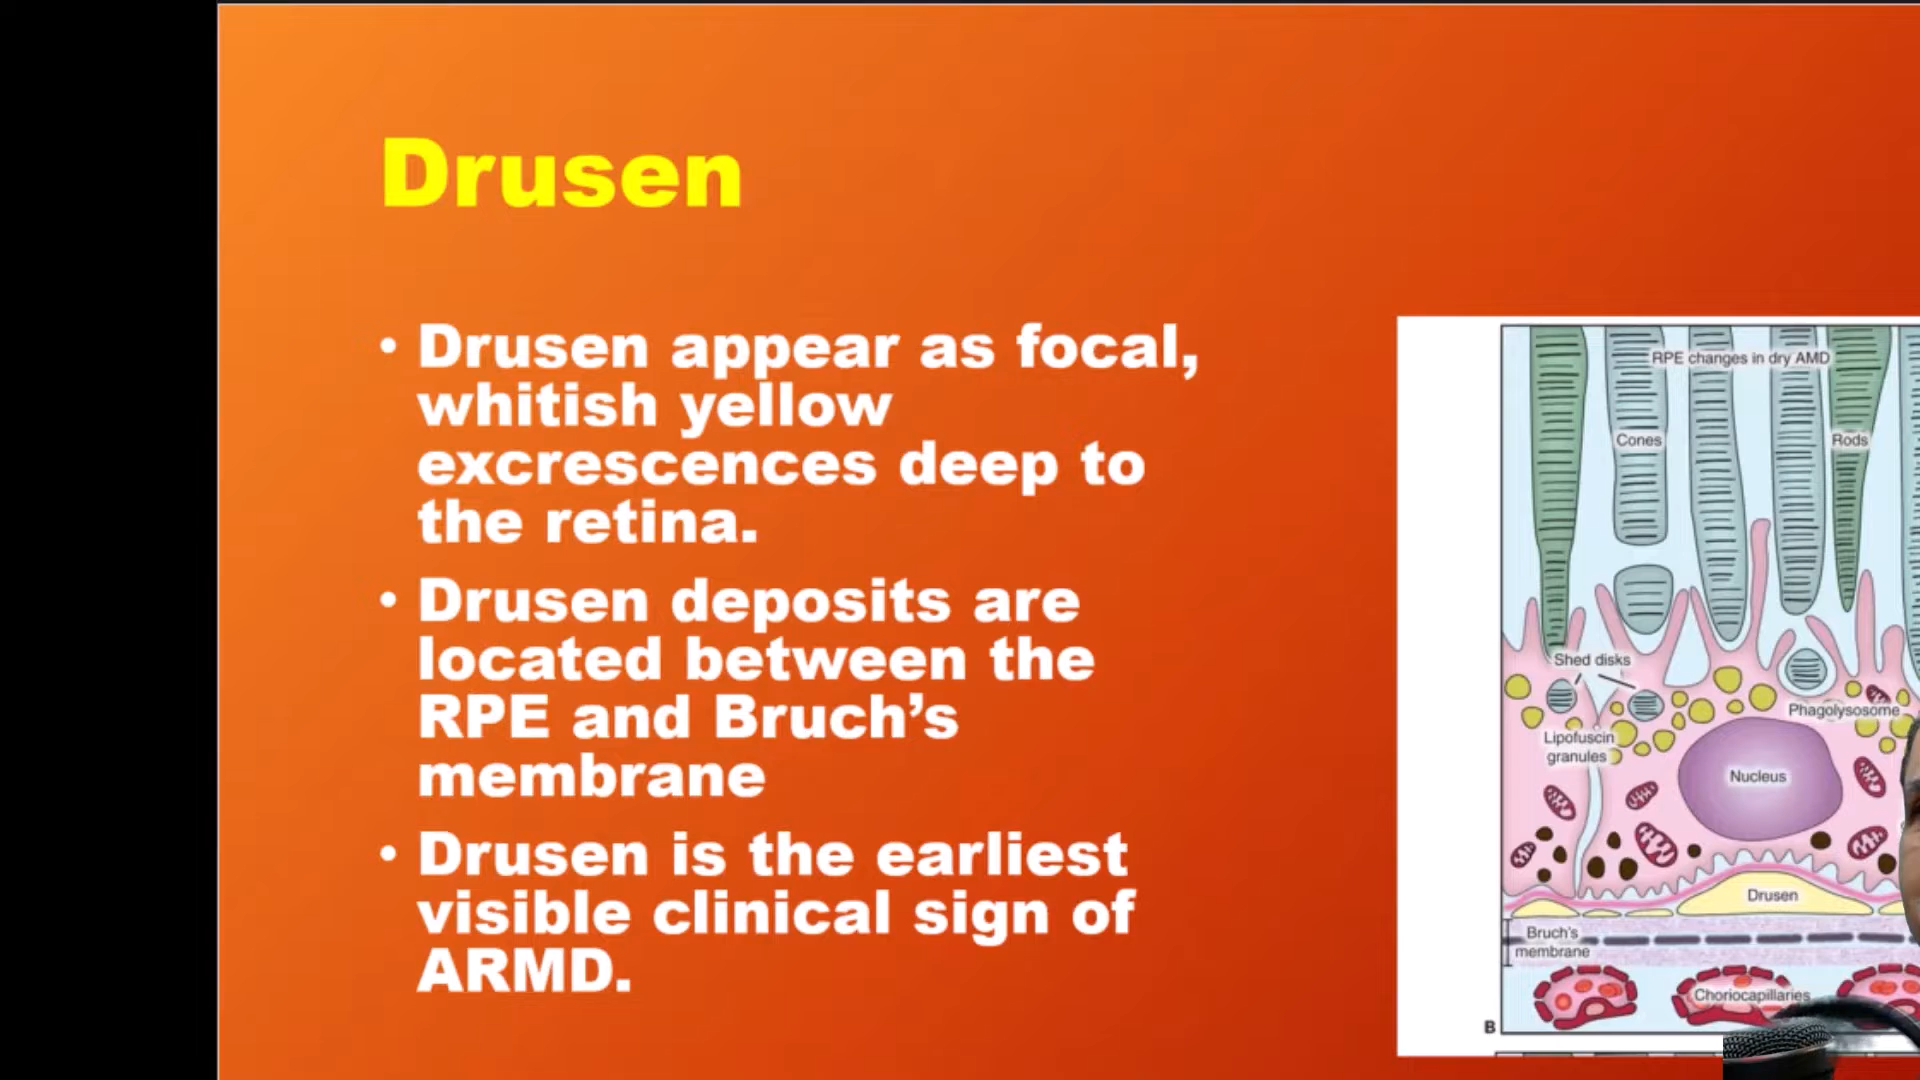 Drusen
• Drusen appear as focal,
whitish yellow
excrescences deep to
the retina.
• Drusen deposits are
located between the
RPE and Bruch’s
membrane
• Drusen is the earliest
visible clinical sign of
ARMD.
RPE changes in dry AMD
Cones
Rods
Shed disks
Phagolysosome
Lipofuscin
granules
Nucleus
Drusen
Bruch's
membrane
Choriocapillaries
B